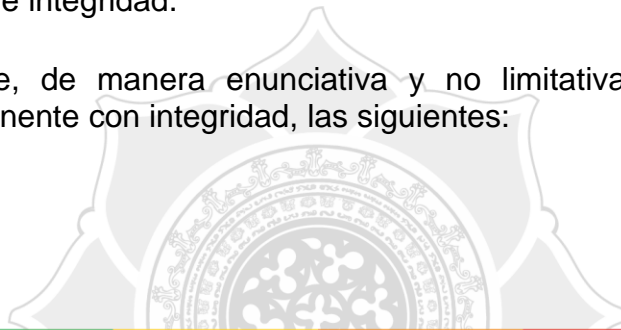 e integridad.
e, de manera enunciativa y no limitativa
nente con integridad, las siguientes: